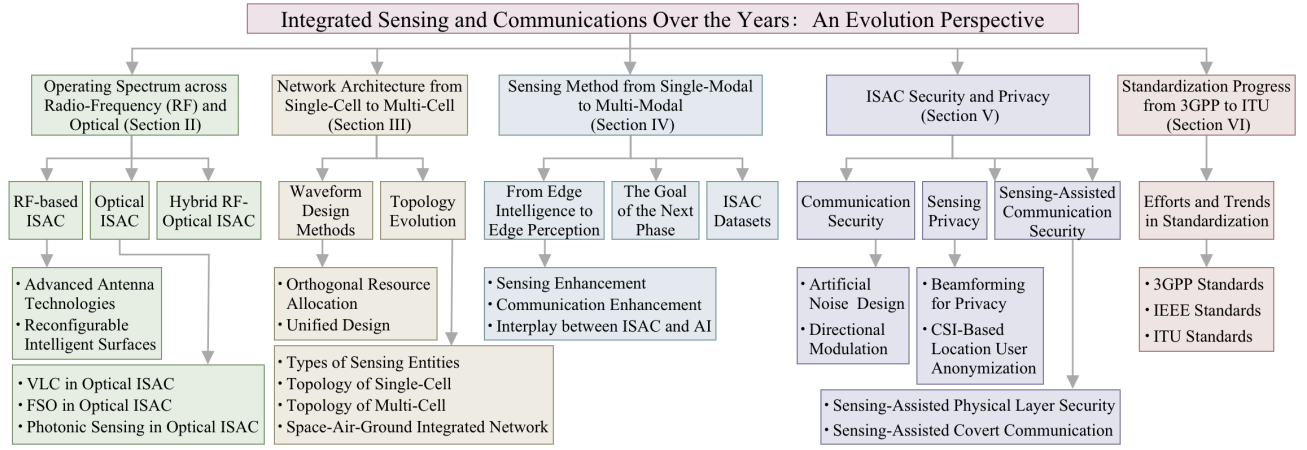 Integrated Sensing and Communications Over the Years： An Evolution Perspective
Operating Spectrum across
Radio-Frequency (RF) and
Optical (Section II)
Network Architecture from
Single-Cell to Multi-Cell
(Section III)
Sensing Method from Single-Modal
to Multi-Modal
(Section IV)
ISAC Security and Privacy
(Section V)
Standardization Progress
from 3GPP to ITU
(Section VI)
RF-based
ISAC
Optical
ISAC
Hybrid RF-
Optical ISAC
Waveform
Design
Methods
Topology
Evolution
From Edge
Intelligence to
Edge Perception
The Goal
of the Next
Phase
ISAC
Datasets
Communication
Security
Sensing
Privacy
Sensing-Assisted
Communication
Security
Efforts and Trends
in Standardization
• Advanced Antenna
Technologies
• Reconfigurable
Intelligent Surfaces
• VLC in Optical ISAC
• FSO in Optical ISAC
• Photonic Sensing in Optical ISAC
• Orthogonal Resource
Allocation
• Unified Design
• Types of Sensing Entities
• Topology of Single-Cell
• Topology of Multi-Cell
• Space-Air-Ground Integrated Network
• Sensing Enhancement
• Communication Enhancement
• Interplay between ISAC and AI
• Artificial
Noise Design
• Directional
Modulation
• Beamforming
for Privacy
• CSI-Based
Location User
Anonymization
• Sensing-Assisted Physical Layer Security
• Sensing-Assisted Covert Communication
• 3GPP Standards
• IEEE Standards
• ITU Standards